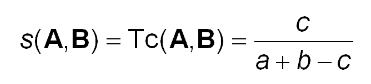 s(A,B) = Tc(A,B) = c / (a + b − c)